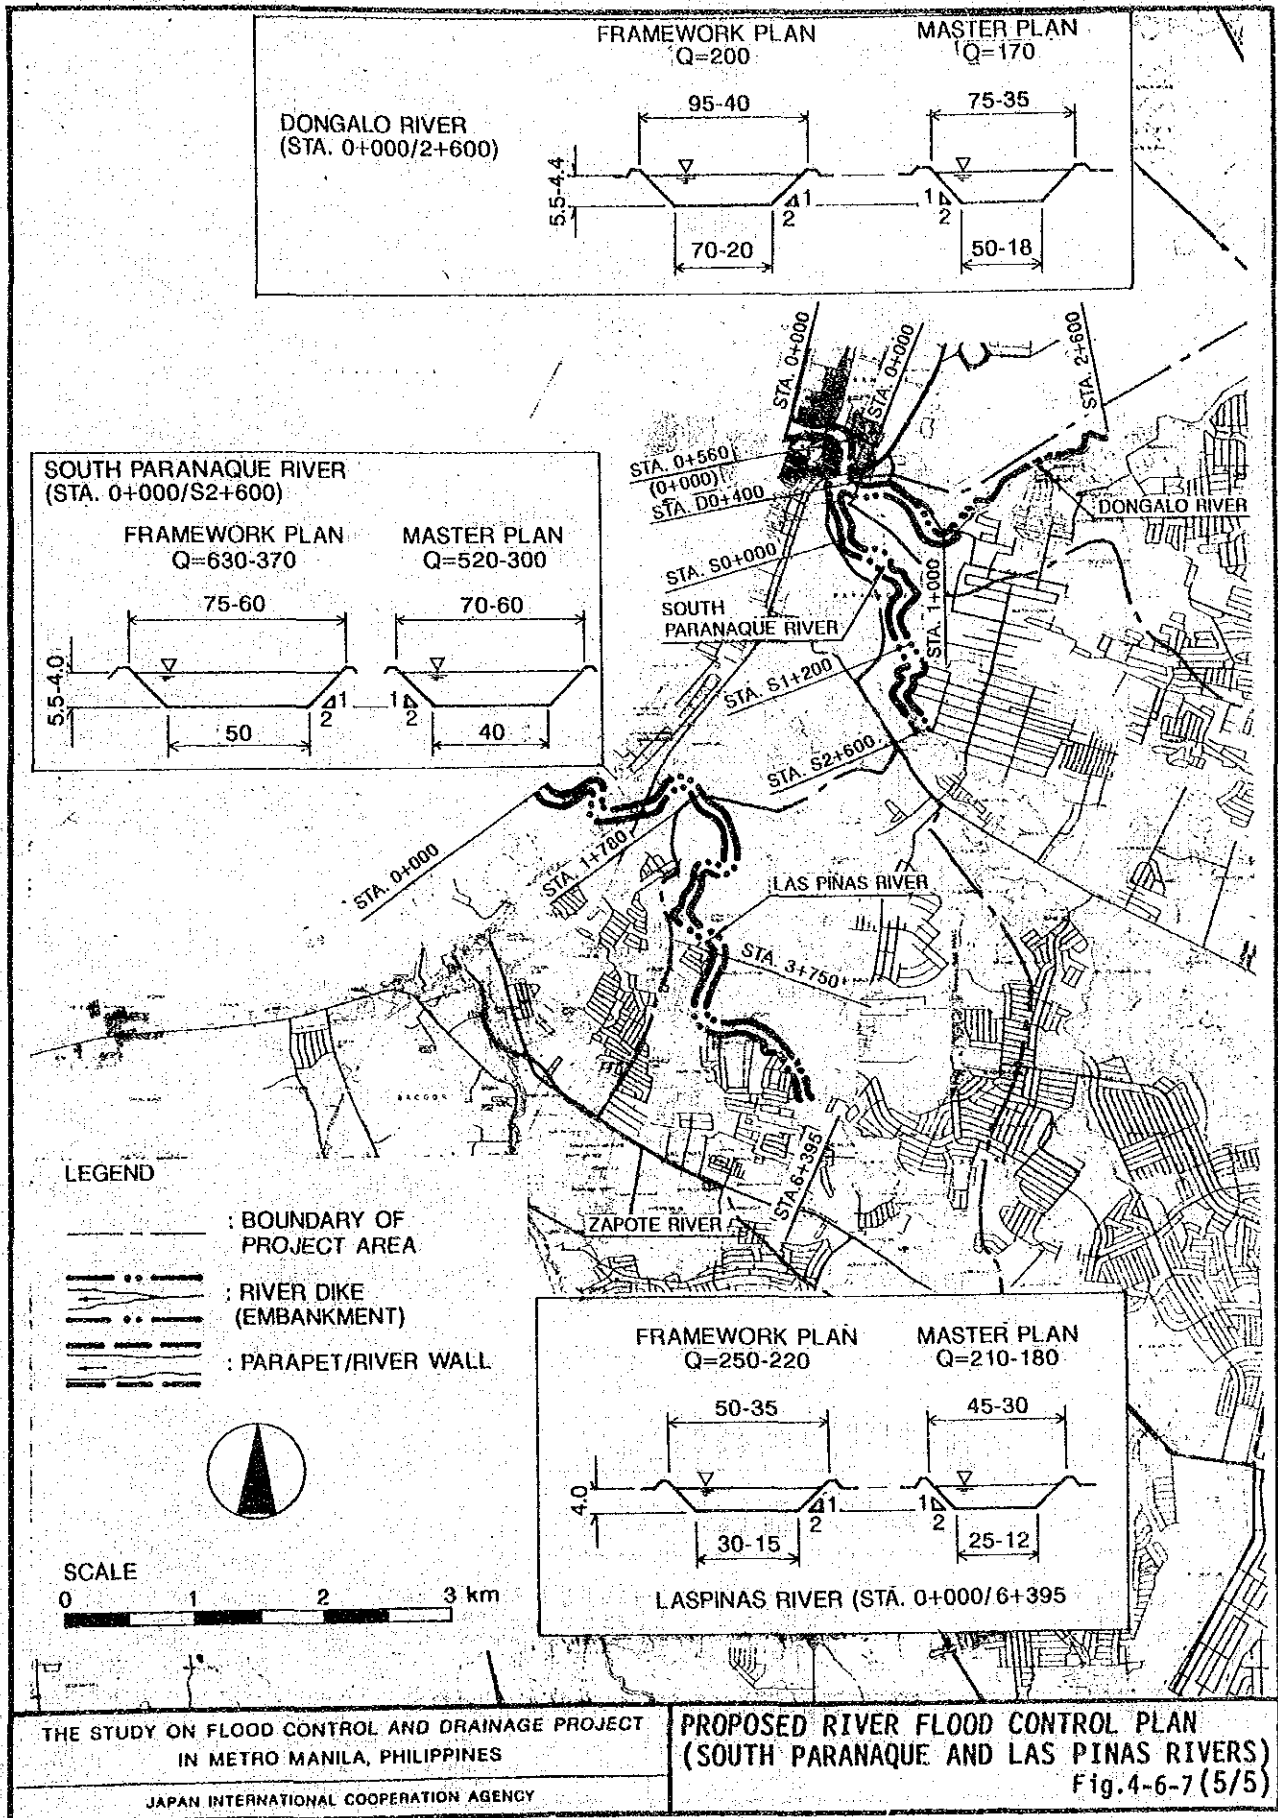 FRAMEWORK PLAN
Q=200
MASTER PLAN
Q=170
DONGALO RIVER
(STA. 0+000/2+600)
95-40
75-35
5.5-4.4
1
2
1
2
70-20
50-18
STA. 0+000
STA. 0+000
STA. 2+600
STA. 0+560
(0+000)
STA. D0+400
DONGALO RIVER
STA. S0+000
SOUTH
PARANAQUE RIVER
STA. 1+000
STA. S1+200
STA. S2+600
SOUTH PARANAQUE RIVER
(STA. 0+000/S2+600)
FRAMEWORK PLAN
Q=630-370
MASTER PLAN
Q=520-300
75-60
70-60
5.5-4.0
1
2
1
2
50
40
STA. 0+000
STA. 1+780
LAS PINAS RIVER
STA. 3+750
BACOOR
STA.6+395
ZAPOTE RIVER
LEGEND
: BOUNDARY OF
PROJECT AREA
: RIVER DIKE
(EMBANKMENT)
: PARAPET/RIVER WALL
FRAMEWORK PLAN
Q=250-220
MASTER PLAN
Q=210-180
50-35
45-30
4.0
1
2
1
2
30-15
25-12
LASPINAS RIVER (STA. 0+000/6+395
SCALE
0 1 2 3 km
THE STUDY ON FLOOD CONTROL AND DRAINAGE PROJECT
IN METRO MANILA, PHILIPPINES
JAPAN INTERNATIONAL COOPERATION AGENCY
PROPOSED RIVER FLOOD CONTROL PLAN
(SOUTH PARANAQUE AND LAS PINAS RIVERS)
Fig.4-6-7(5/5)